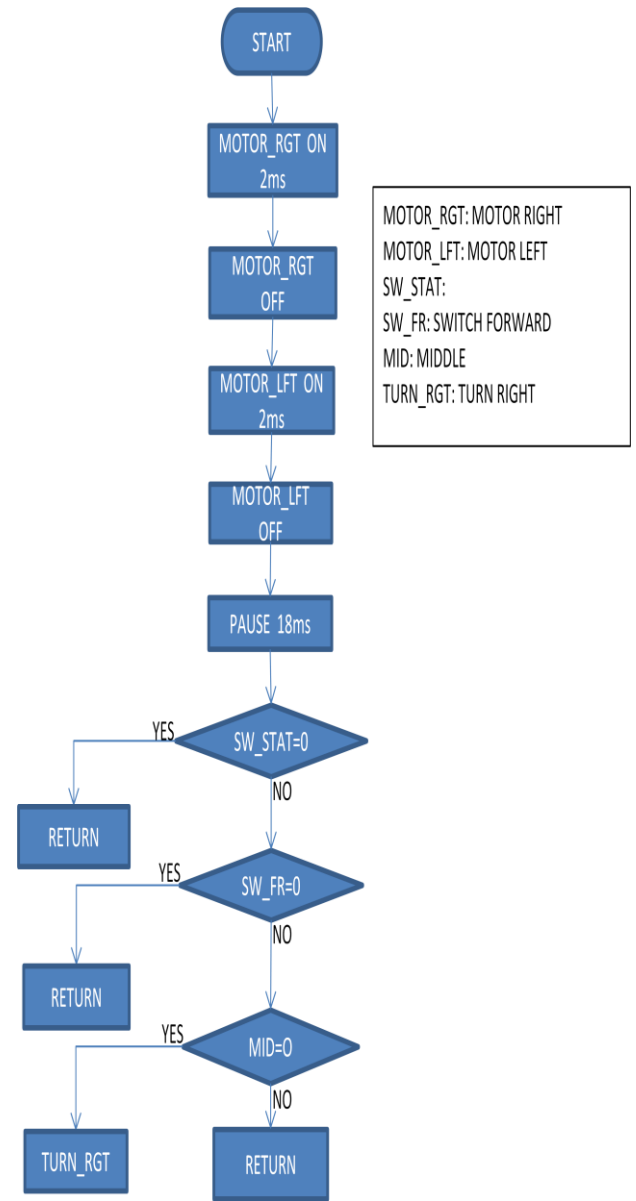 START
MOTOR_RGT ON
2ms
MOTOR_RGT
OFF
MOTOR_LFT ON
2ms
MOTOR_LFT
OFF
PAUSE 18ms
SW_STAT=0
YES
NO
RETURN
SW_FR=0
YES
NO
RETURN
MID=O
YES
NO
TURN_RGT
RETURN
MOTOR_RGT: MOTOR RIGHT
MOTOR_LFT: MOTOR LEFT
SW_STAT:
SW_FR: SWITCH FORWARD
MID: MIDDLE
TURN_RGT: TURN RIGHT